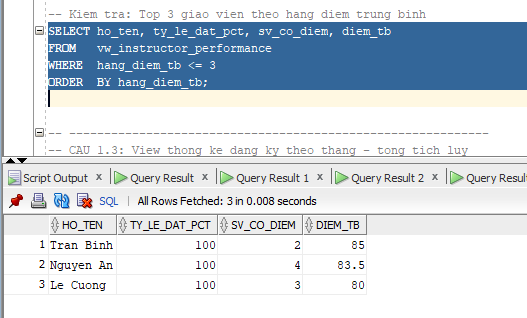 -- Kiem tra: Top 3 giao vien theo hang diem trung binh
SELECT ho_ten, ty_le_dat_pct, sv_co_diem, diem_tb
FROM vw_instructor_performance
WHERE hang_diem_tb <= 3
ORDER BY hang_diem_tb;
-- ----------------------------------------------------------------
-- CAU 1.3: View thong ke dang ky theo thang - tong tich luy
Script Output × Query Result × Query Result 1 × Query Result 2 × Query
SQL | All Rows Fetched: 3 in 0.008 seconds
HO_TEN TY_LE_DAT_PCT SV_CO_DIEM DIEM_TB
1 Tran Binh 100 2 85
2 Nguyen An 100 4 83.5
3 Le Cuong 100 3 80